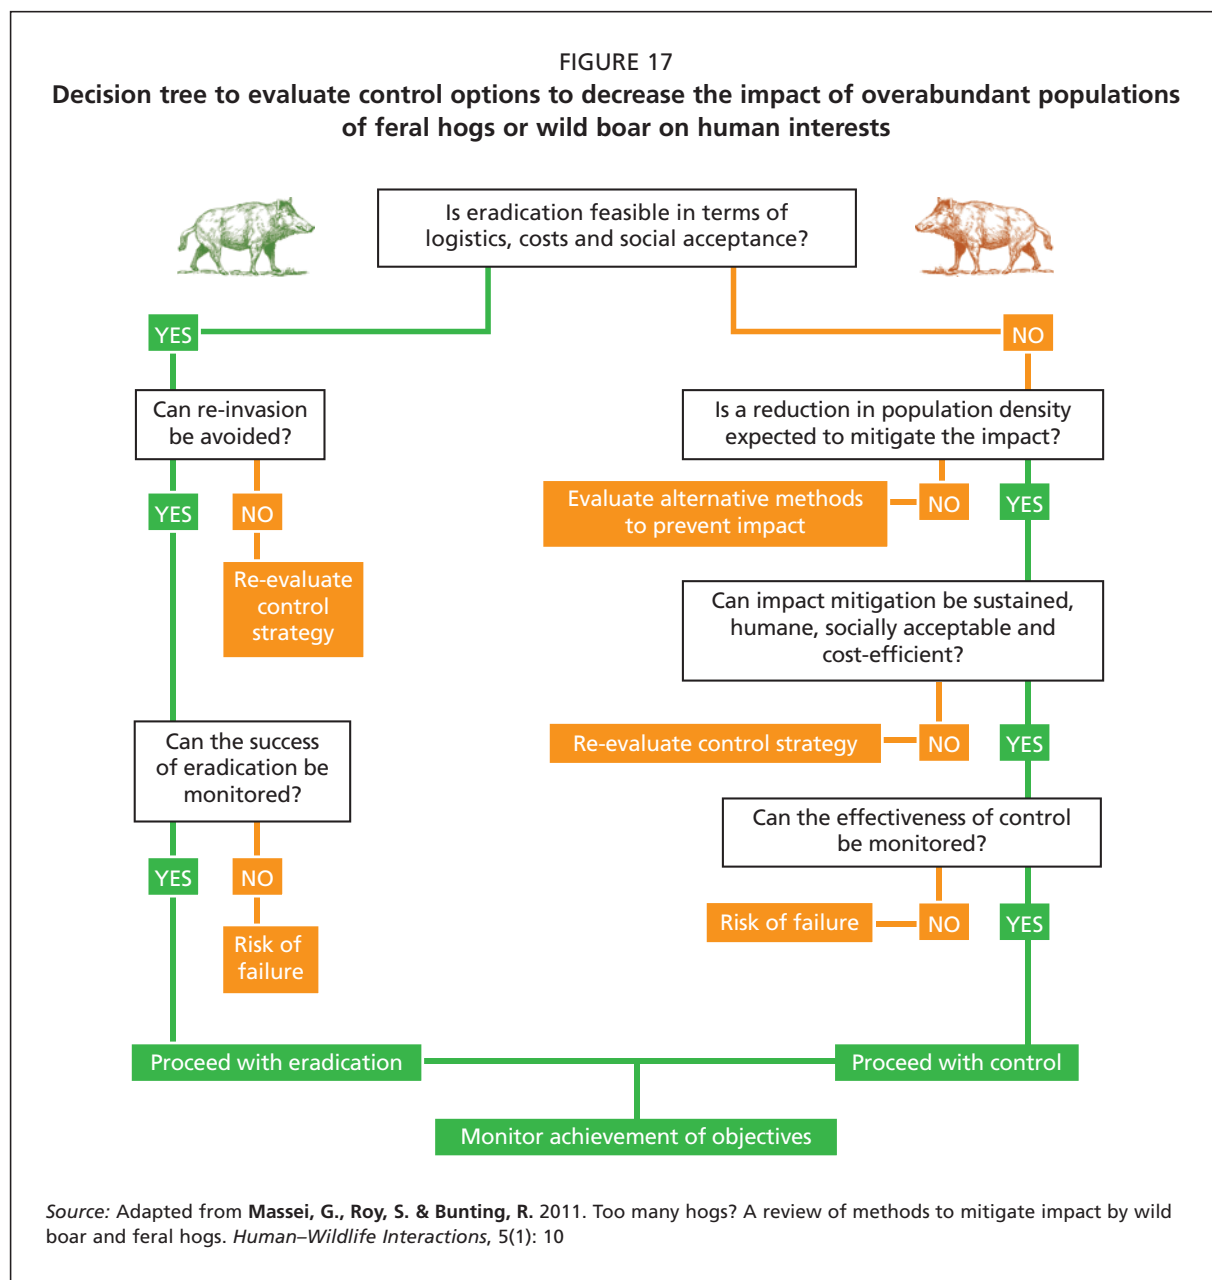 FIGURE 17
Decision tree to evaluate control options to decrease the impact of overabundant populations
of feral hogs or wild boar on human interests
Is eradication feasible in terms of
logistics, costs and social acceptance?
YES
NO
Can re-invasion
be avoided?
YES
NO
Re-evaluate
control
strategy
Can the success
of eradication be
monitored?
YES
NO
Risk of
failure
Proceed with eradication
Is a reduction in population density
expected to mitigate the impact?
Evaluate alternative methods
to prevent impact
NO
YES
Can impact mitigation be sustained,
humane, socially acceptable and
cost-efficient?
Re-evaluate control strategy
NO
YES
Can the effectiveness of control
be monitored?
Risk of failure
NO
YES
Proceed with control
Monitor achievement of objectives
Source: Adapted from Massei, G., Roy, S. & Bunting, R. 2011. Too many hogs? A review of methods to mitigate impact by wild
boar and feral hogs. Human–Wildlife Interactions, 5(1): 10